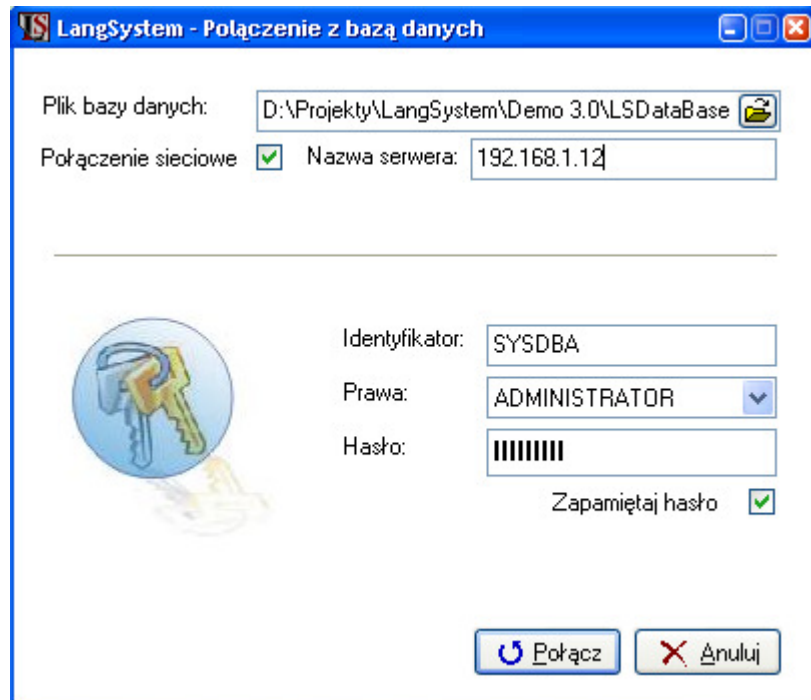 LangSystem - Połączenie z bazą danych
Plik bazy danych: D:\Projekty\LangSystem\Demo 3.0\LSDataBase
Połączenie sieciowe Nazwa serwera: 192.168.1.12
Identyfikator: SYSDBA
Prawa: ADMINISTRATOR
Hasło:
Zapamiętaj hasło
Połącz Anuluj